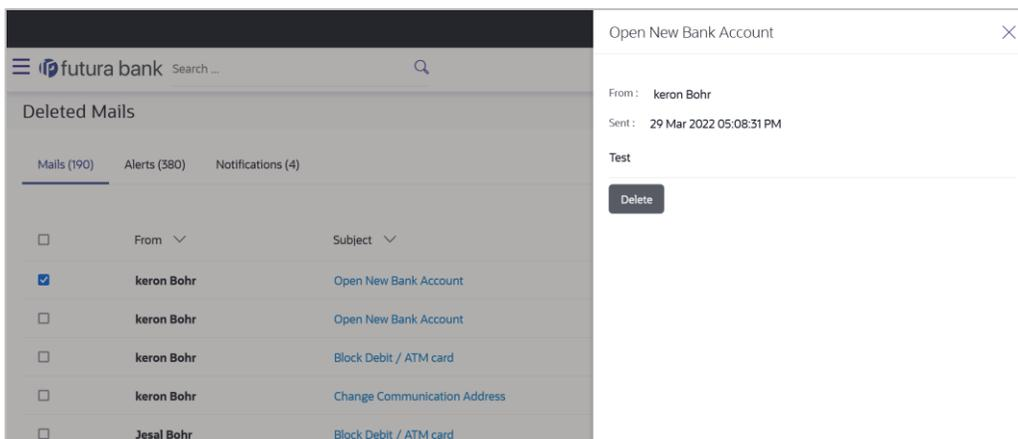 futura bank Search ...
Deleted Mails
Mails (190) Alerts (380) Notifications (4)
From Subject
keron Bohr Open New Bank Account
keron Bohr Open New Bank Account
keron Bohr Block Debit / ATM card
keron Bohr Change Communication Address
Jesal Bohr Block Debit / ATM card
Open New Bank Account
From : keron Bohr
Sent : 29 Mar 2022 05:08:31 PM
Test
Delete